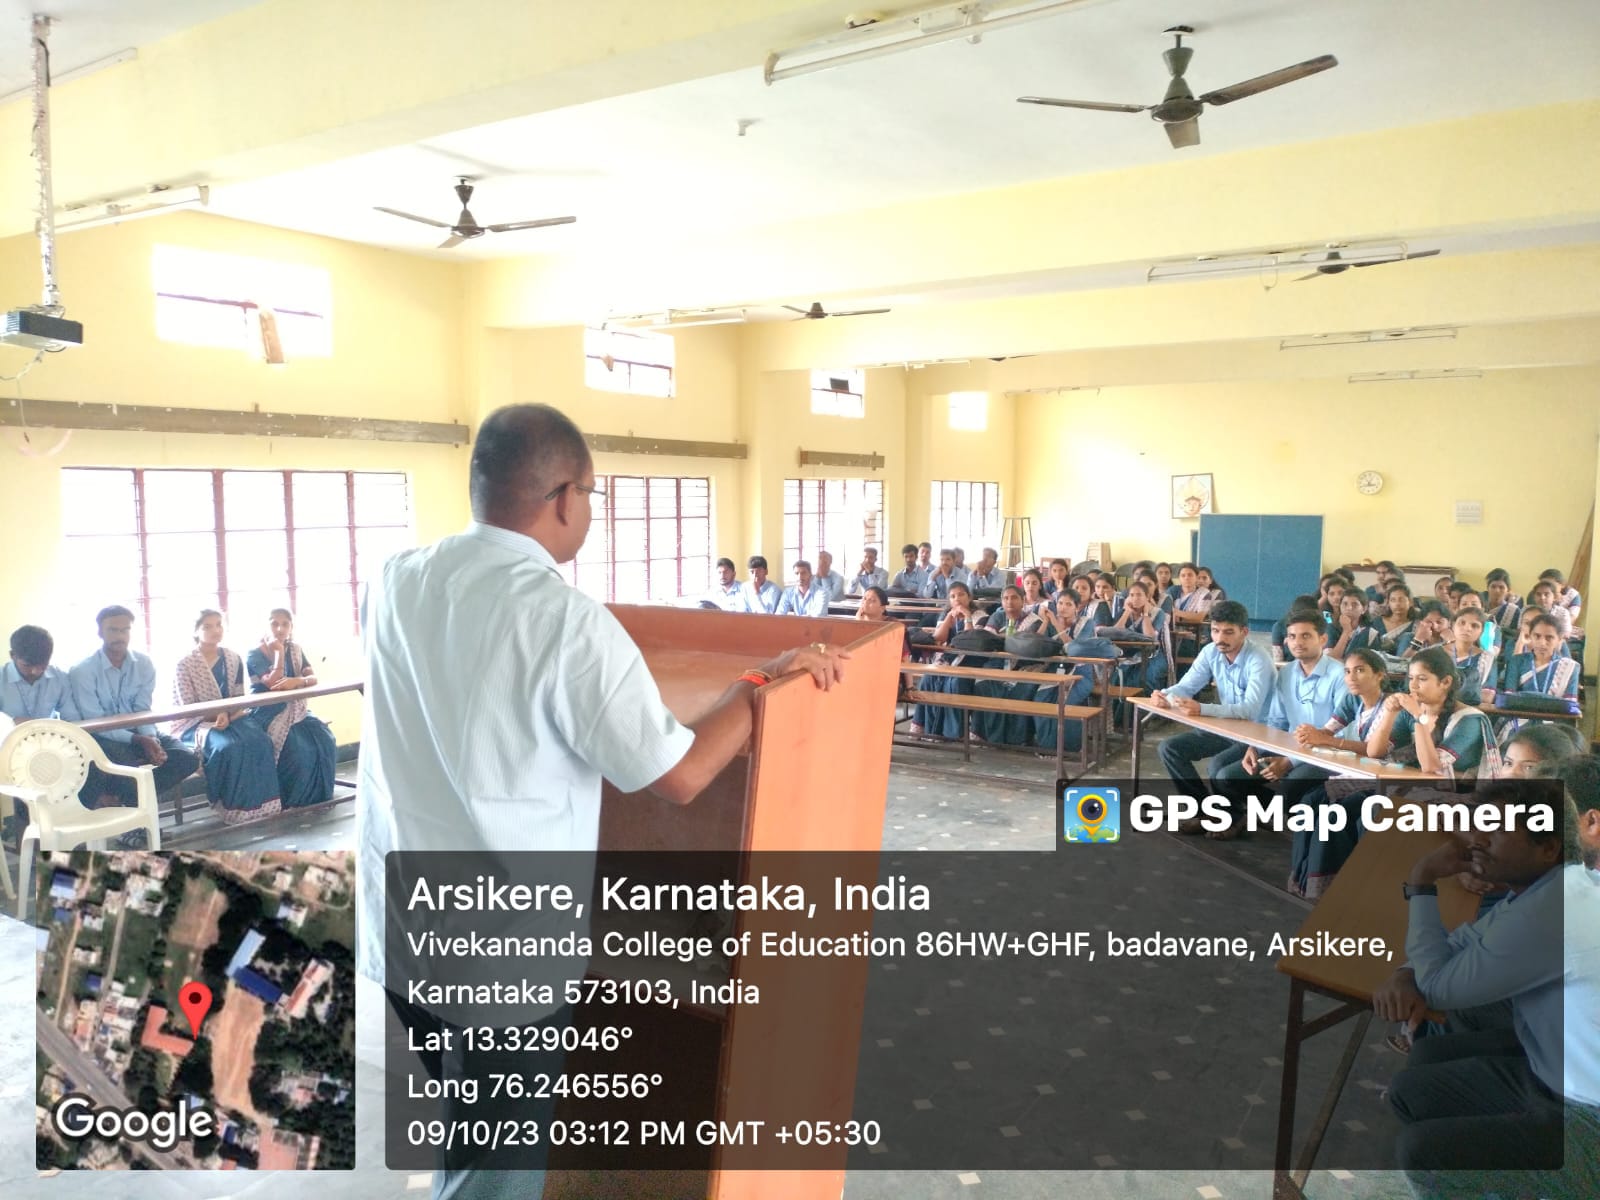 GPS Map Camera
Arsikere, Karnataka, India
Vivekananda College of Education 86HW+GHF, badavane, Arsikere,
Karnataka 573103, India
Lat 13.329046°
Long 76.246556°
09/10/23 03:12 PM GMT +05:30
Google